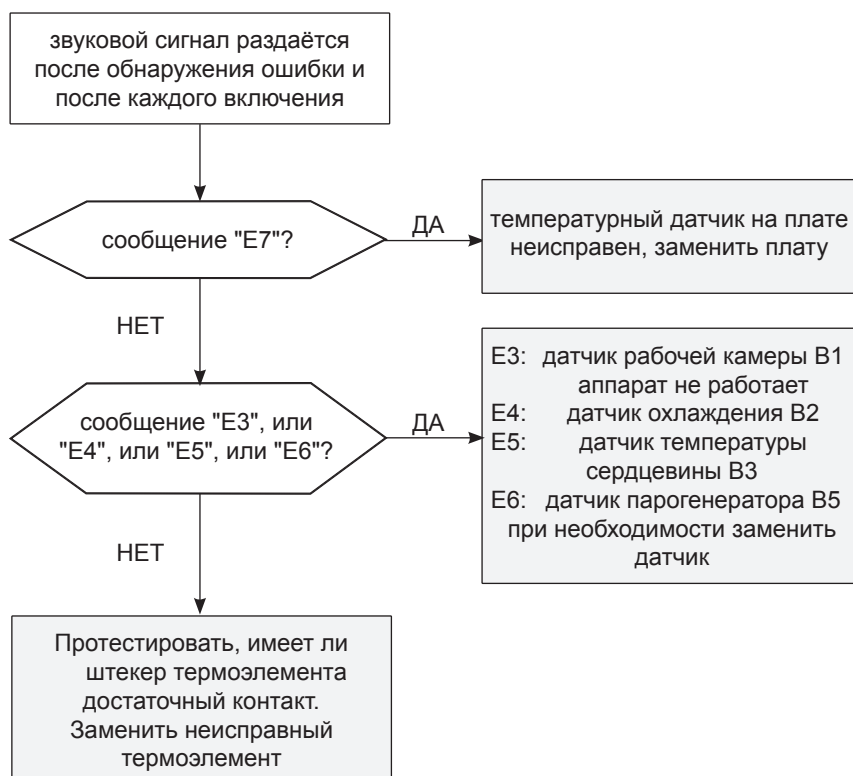 звуковой сигнал раздаётся
после обнаружения ошибки и
после каждого включения
сообщение "E7"?
ДА
температурный датчик на плате
неисправен, заменить плату
НЕТ
сообщение "E3", или
"E4", или "E5", или "E6"?
ДА
E3: датчик рабочей камеры B1
аппарат не работает
E4: датчик охлаждения B2
E5: датчик температуры
сердцевины B3
E6: датчик парогенератора B5
при необходимости заменить
датчик
НЕТ
Протестировать, имеет ли
штекер термоэлемента
достаточный контакт.
Заменить неисправный
термоэлемент